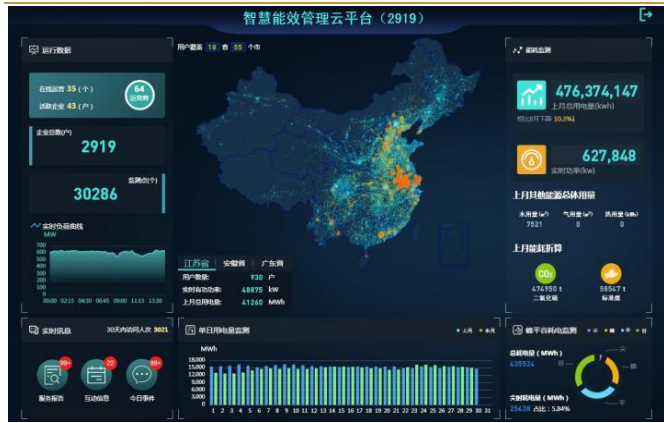 智慧能效管理云平台（2919）
运行数据
在线运营 35（个）
活跃企业 43（户）
64
运营商
企业总数(户)
2919
监测点(个)
30286
实时负荷曲线
MW
700
600
500
400
300
200
100
0
00:00 02:15 04:30 06:45 09:00 11:15 13:30
实时讯息
30天内访问人次 3021
99+
22
99+
服务报告
互动信息
今日事件
用户覆盖 18 省 55 个市
江苏省 安徽省 广东省
用户数量: 930 户
实时有功功率: 48875 kW
上月总用电量: 41260 MWh
单日用电量监测
上月 本月
MWh
18,000
15,000
12,000
9,000
6,000
3,000
0
1 2 3 4 5 6 7 8 9 10 11 12 13 14 15 16 17 18 19 20 21 22 23 24 25 26 27 28 29 30 31
能耗监测
476,374,147
上月总用电量(kwh)
相比8月下降 10.3%↓
627,848
实时功率(kw)
上月其他能源总体用量
水用量(m³) 气用量(m³)
7521 0 0
上月能耗折算
CO₂
474950 t
二氧化碳
58547 t
标准煤
峰平谷耗电监测
尖 峰 平 谷
总耗电量（MWh）
435524
尖
谷
峰
平
尖时耗电量（MWh）
25438 占比：5.84%